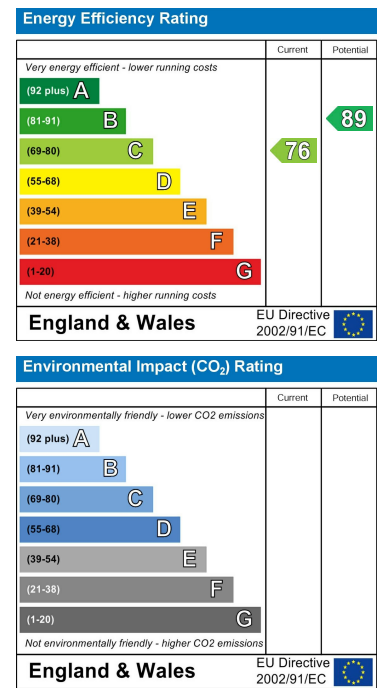 Energy Efficiency Rating
Current Potential
Very energy efficient - lower running costs
(92 plus) A
(81-91) B
(69-80) C
(55-68) D
(39-54) E
(21-38) F
(1-20) G
76
89
Not energy efficient - higher running costs
England & Wales
EU Directive
2002/91/EC
Environmental Impact (CO₂) Rating
Current Potential
Very environmentally friendly - lower CO2 emissions
(92 plus) A
(81-91) B
(69-80) C
(55-68) D
(39-54) E
(21-38) F
(1-20) G
Not environmentally friendly - higher CO2 emissions
England & Wales
EU Directive
2002/91/EC